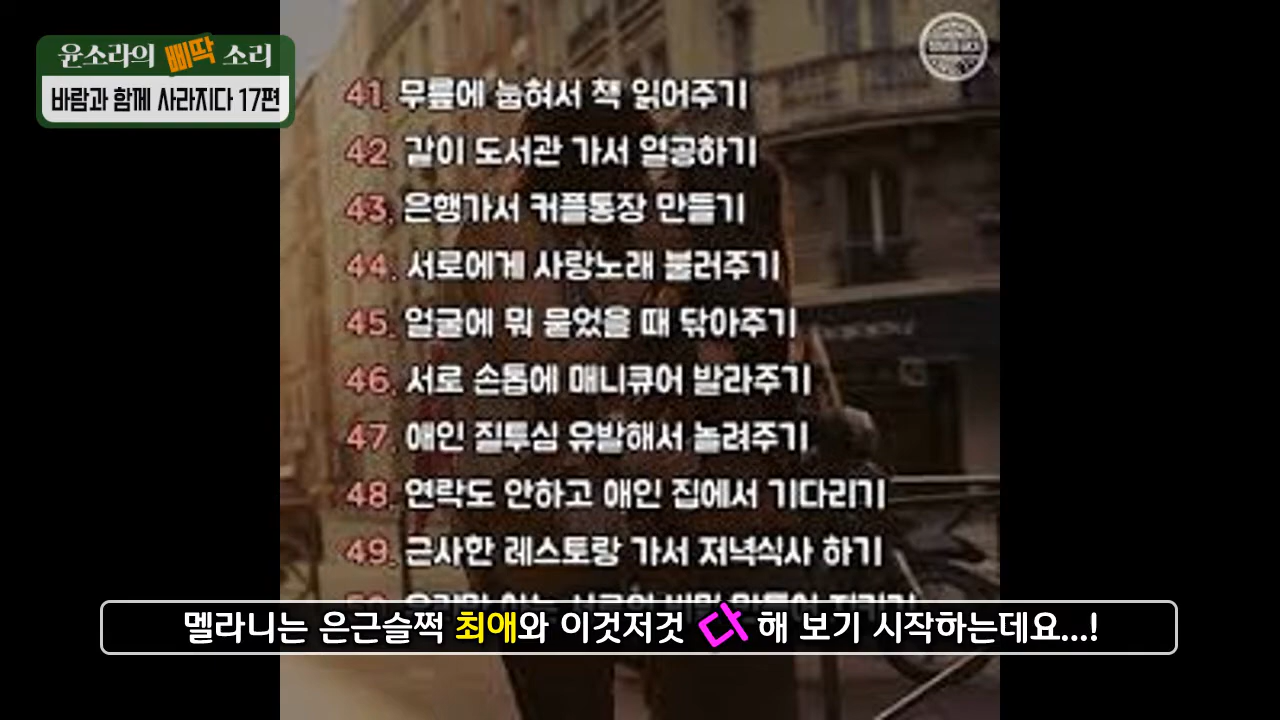 윤소라의 삐딱 소리
바람과 함께 사라지다 17편
41. 무릎에 눕혀서 책 읽어주기
42. 같이 도서관 가서 열공하기
43. 은행가서 커플통장 만들기
44. 서로에게 사랑노래 불러주기
45. 얼굴에 뭐 묻었을 때 닦아주기
46. 서로 손톱에 매니큐어 발라주기
47. 애인 질투심 유발해서 놀려주기
48. 연락도 안하고 애인 집에서 기다리기
49. 근사한 레스토랑 가서 저녁식사 하기
멜라니는 은근슬쩍 최애와 이것저것 다 해 보기 시작하는데요...!